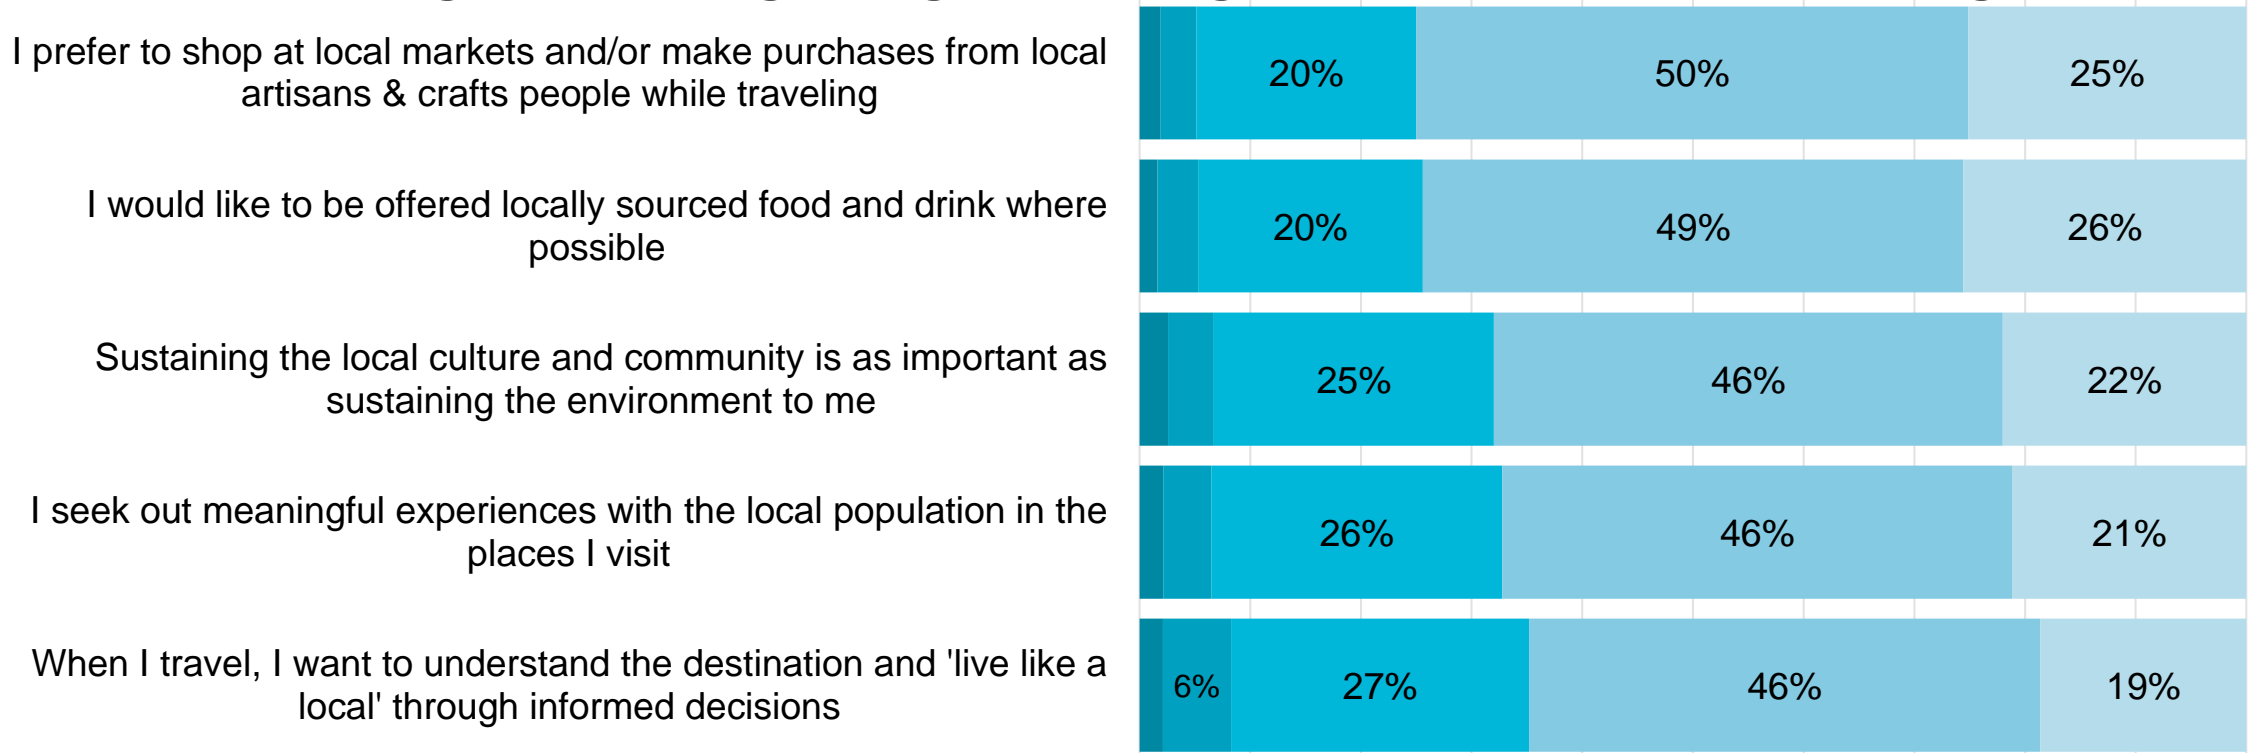 I prefer to shop at local markets and/or make purchases from local
artisans & crafts people while traveling
20% 50% 25%
I would like to be offered locally sourced food and drink where
possible
20% 49% 26%
Sustaining the local culture and community is as important as
sustaining the environment to me
25% 46% 22%
I seek out meaningful experiences with the local population in the
places I visit
26% 46% 21%
When I travel, I want to understand the destination and 'live like a
local' through informed decisions
6% 27% 46% 19%